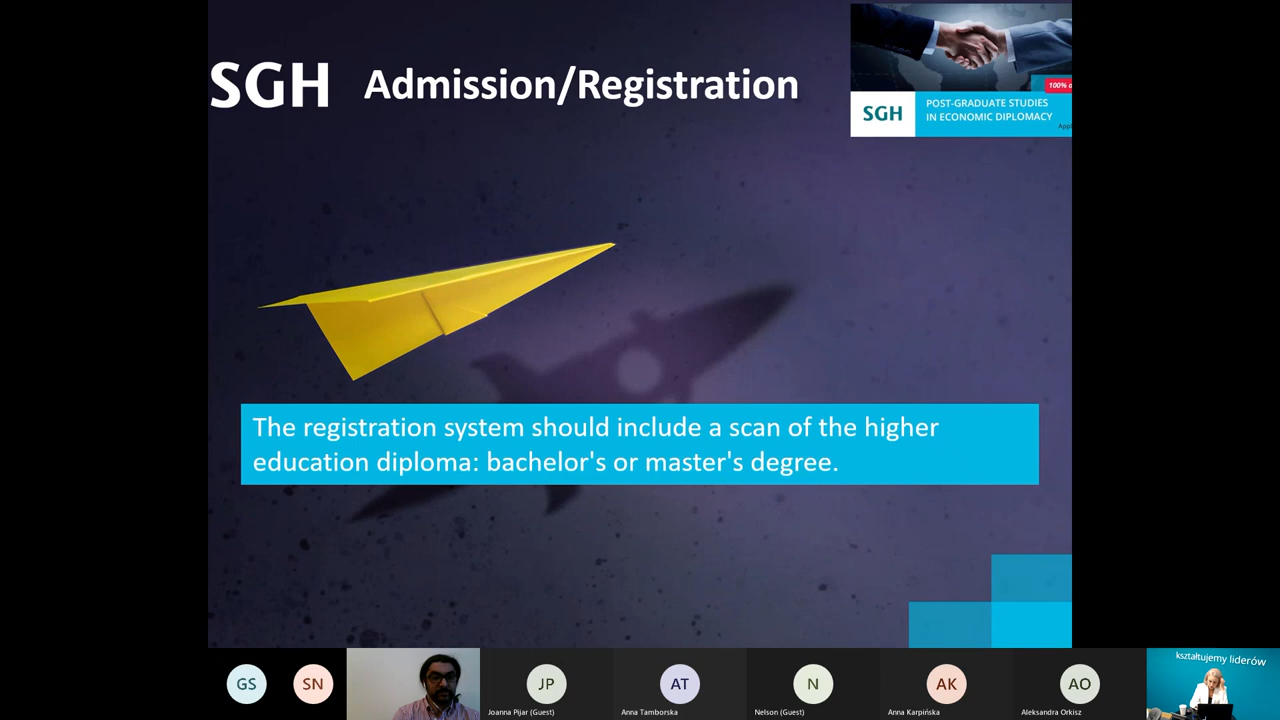 SGH
Admission/Registration
100% o
SGH
POST-GRADUATE STUDIES
IN ECONOMIC DIPLOMACY
Appl
The registration system should include a scan of the higher
education diploma: bachelor's or master's degree.
GS
SN
JP
AT
N
AK
AO
kształtujemy liderów
Joanna Pijar (Guest)
Anna Tamborska
Nelson (Guest)
Anna Karpińska
Aleksandra Orkisz